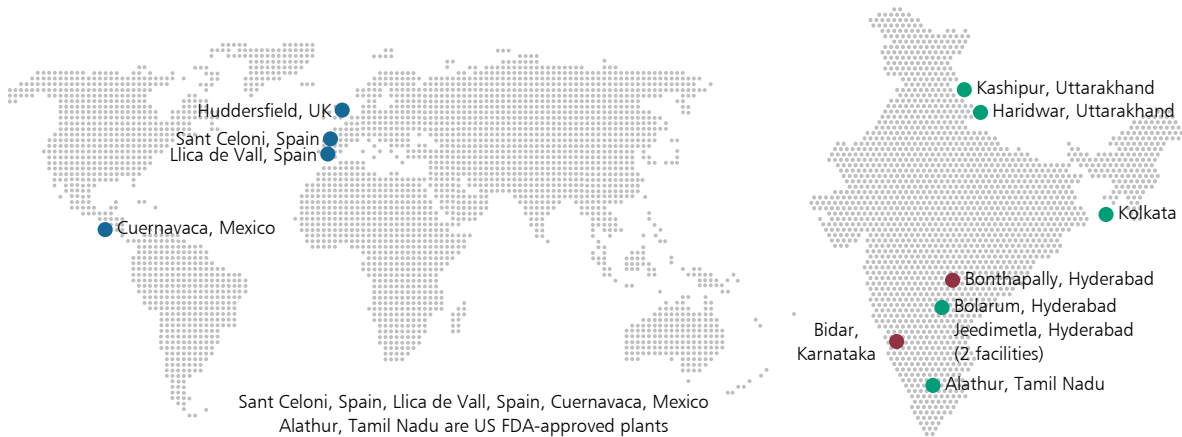 Huddersfield, UK
Sant Celoni, Spain
Llica de Vall, Spain
Cuernavaca, Mexico
Sant Celoni, Spain, Llica de Vall, Spain, Cuernavaca, Mexico
Alathur, Tamil Nadu are US FDA-approved plants
Kashipur, Uttarakhand
Haridwar, Uttarakhand
Kolkata
Bonthapally, Hyderabad
Bolarum, Hyderabad
Jeedimetla, Hyderabad
(2 facilities)
Bidar,
Karnataka
Alathur, Tamil Nadu